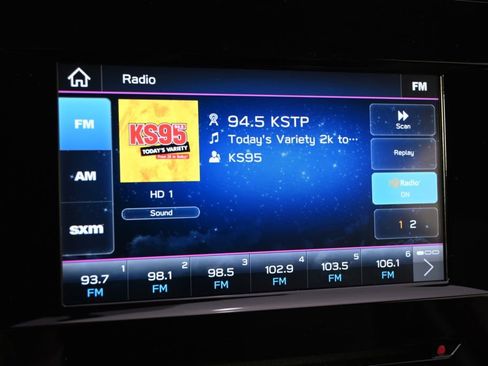 Radio
FM
FM
AM
sxm
KS95
TODAY'S VARIETY
HD 1
Sound
94.5 KSTP
Today's Variety 2k to···
KS95
Scan
Replay
Radio
ON
1 2
1
93.7
FM
2
98.1
FM
3
98.5
FM
4
102.9
FM
5
103.5
FM
6
106.1
FM